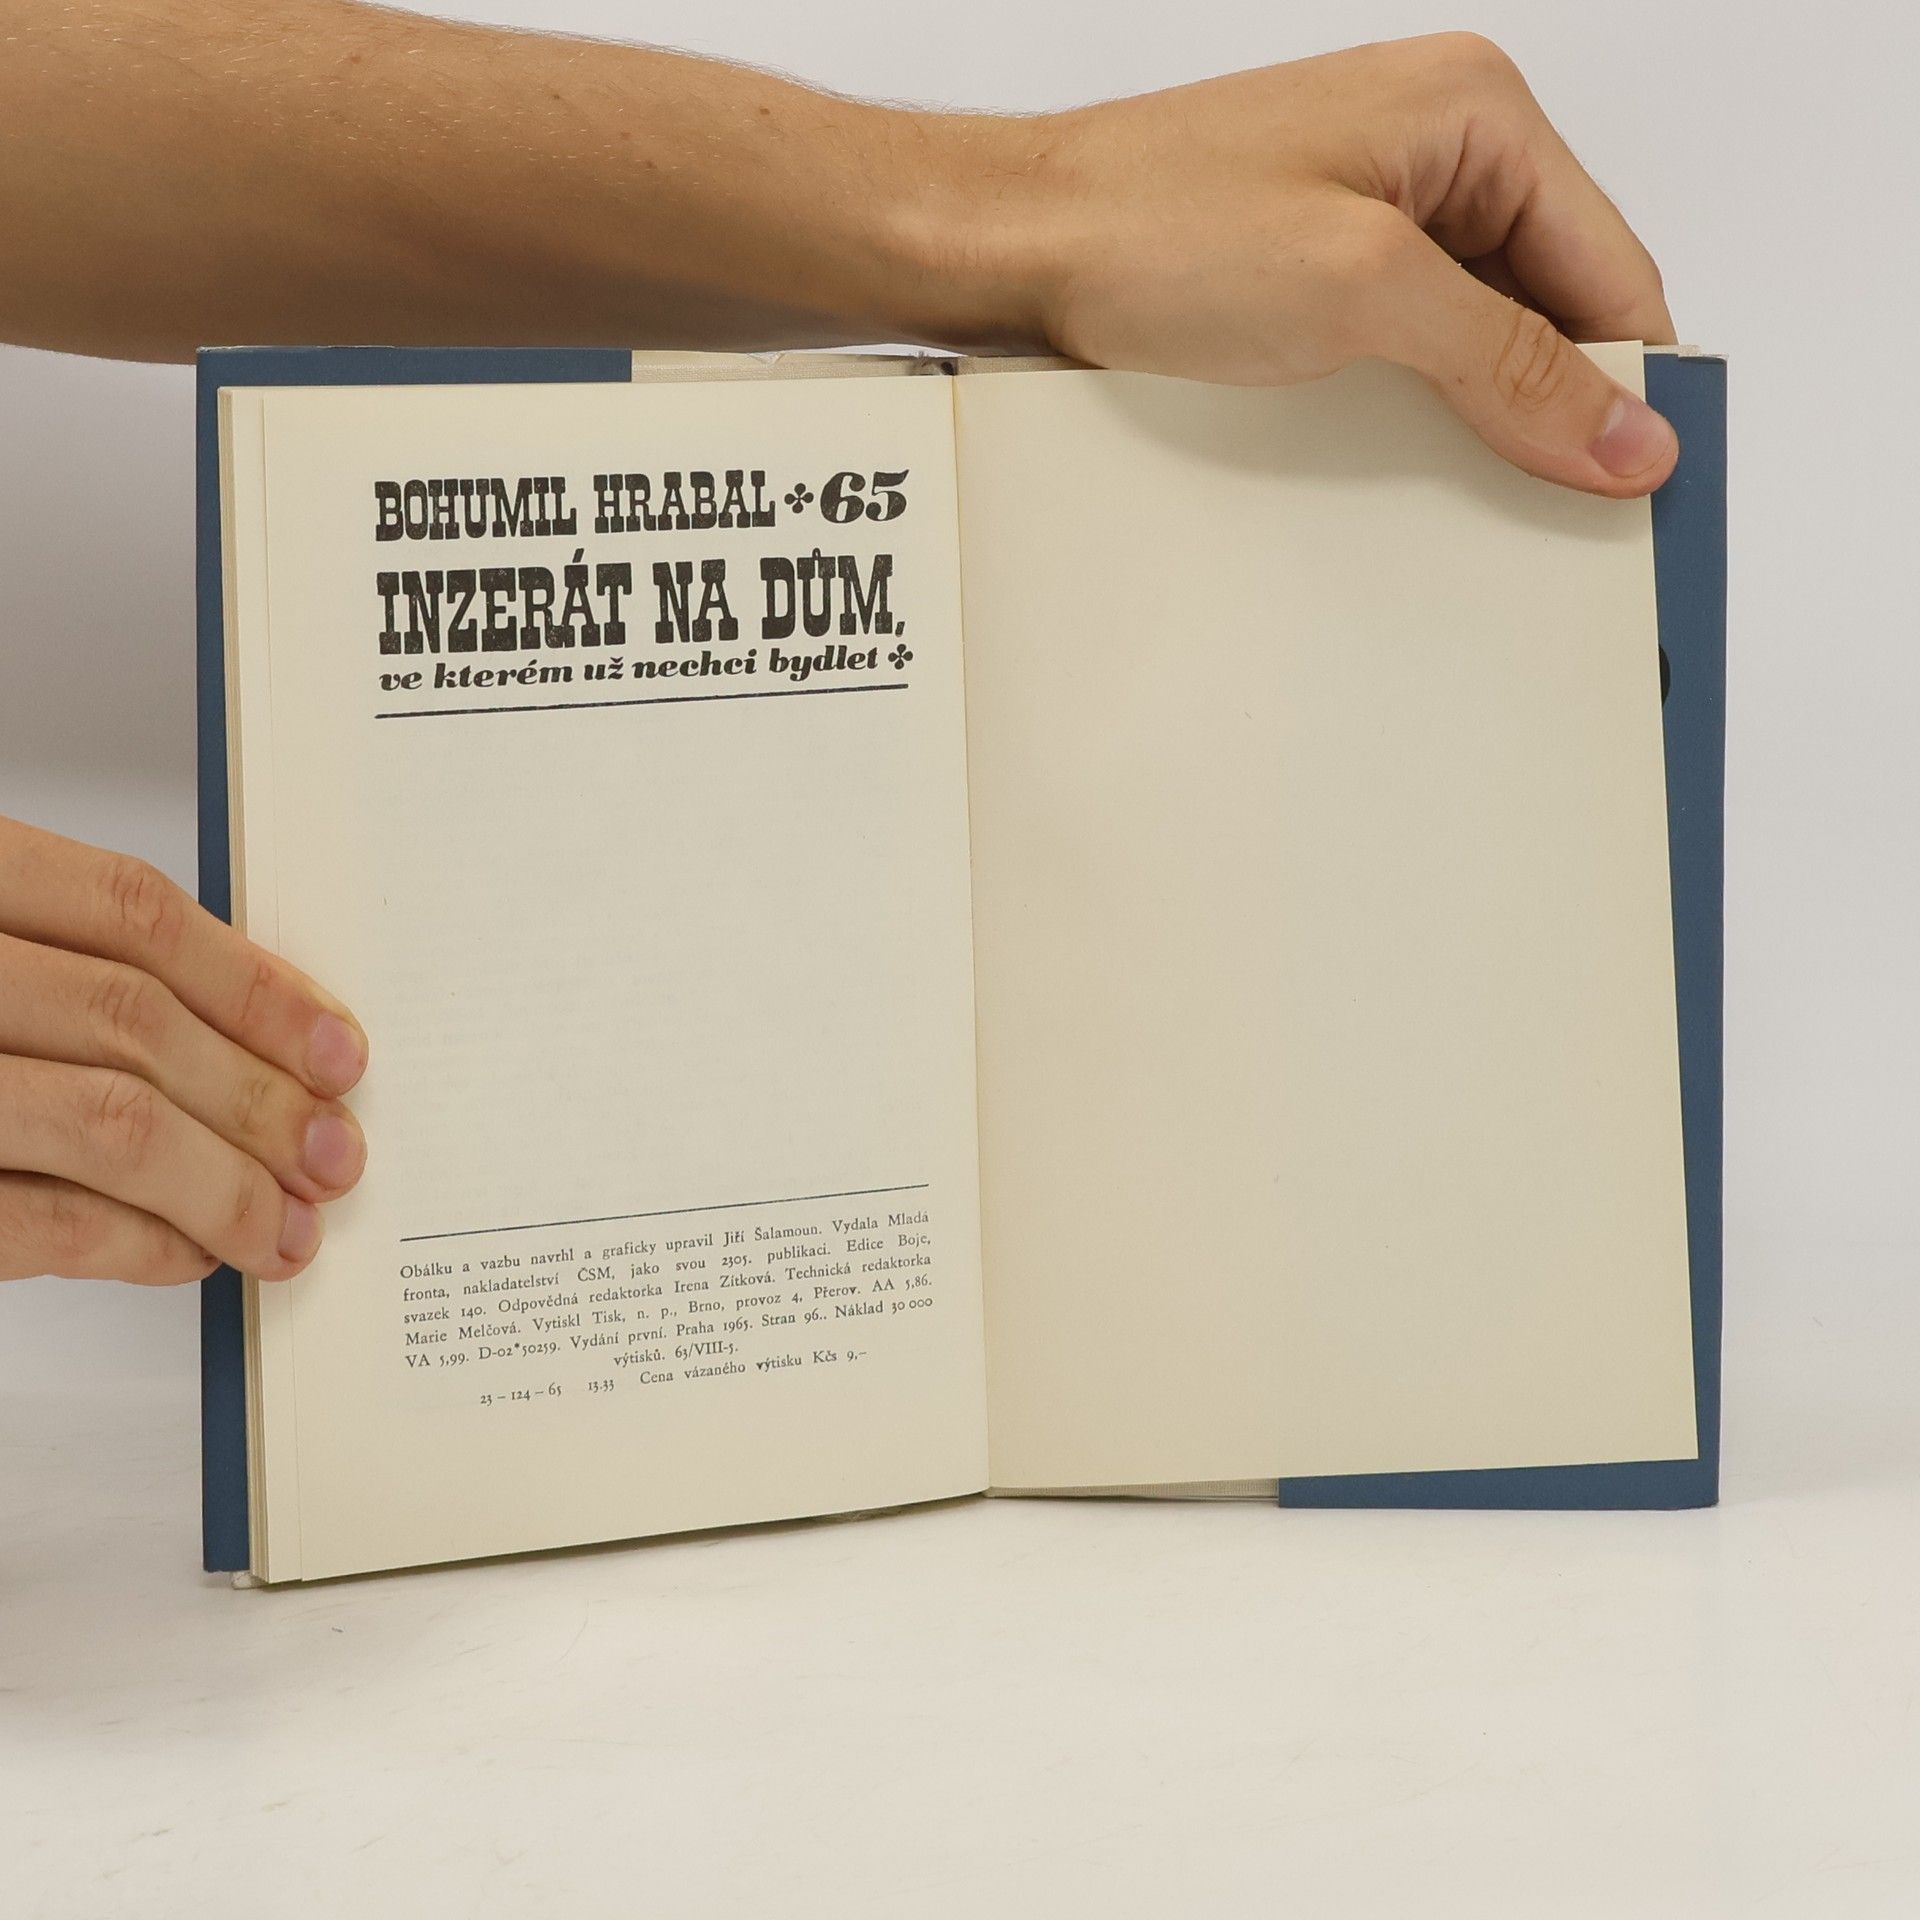 BOHUMIL HRABAL ✤ 65
INZERÁT NA DŮM,
ve kterém už nechci bydlet ✤
Obálku a vazbu navrhl a graficky upravil Jiří Šalamoun. Vydala Mladá
fronta, nakladatelství ČSM, jako svou 2305. publikaci. Edice Boje,
svazek 140. Odpovědná redaktorka Irena Zítková. Technická redaktorka
Marie Melčová. Vytiskl Tisk, n. p., Brno, provoz 4, Přerov. AA 5,86.
VA 5,99. D-02*50259. Vydání první. Praha 1965. Stran 96.. Náklad 30 000
výtisků. 63/VIII-5.
23 – 124 – 65 13.33 Cena vázaného výtisku Kčs 9,–